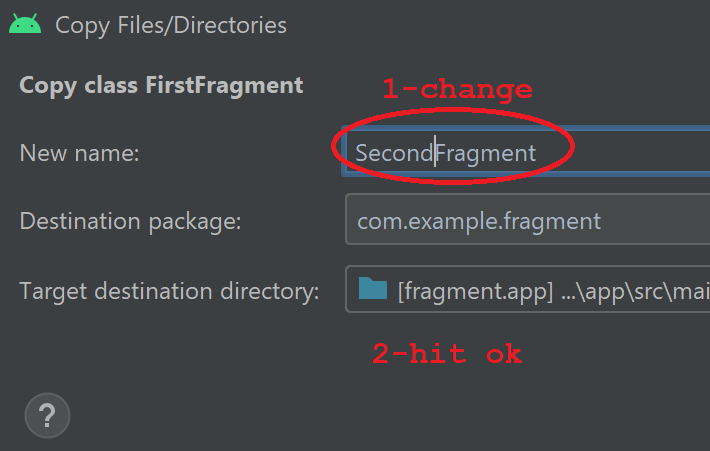 Copy Files/Directories
Copy class FirstFragment
1-change
New name: SecondFragment
Destination package: com.example.fragment
Target destination directory: [fragment.app] ...\app\src\mai
2-hit ok
?